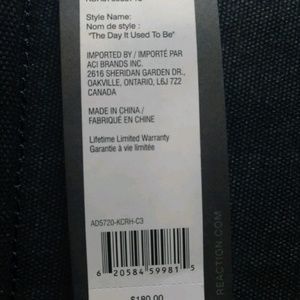 Style Name:
Nom de style :
"The Day It Used To Be"
IMPORTED BY / IMPORTÉ PAR
ACI BRANDS INC.
2616 SHERIDAN GARDEN DR.,
OAKVILLE, ONTARIO, L6J 7Z2
CANADA
MADE IN CHINA /
FABRIQUÉ EN CHINE
Lifetime Limited Warranty
Garantie à vie limitée
AD5720-KCRH-C3
6 20584 59981 5
$180.00
REACTION.COM